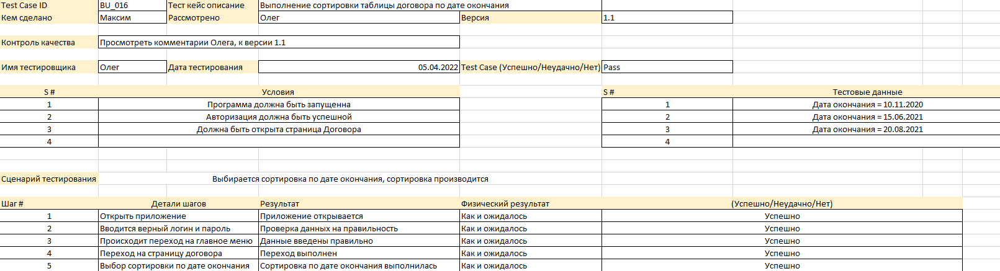 Test Case ID BU_016 Тест кейс описание Выполнение сортировки таблицы договора по дате окончания
Кем сделано Максим Рассмотрено Олег Версия 1.1
Контроль качества Просмотреть комментарии Олега, к версии 1.1
Имя тестировщика Олег Дата тестирования 05.04.2022 Test Case (Успешно/Неудачно/Нет) Pass
S # Условия S # Тестовые данные
1 Программа должна быть запущенна 1 Дата окончания = 10.11.2020
2 Авторизация должна быть успешной 2 Дата окончания = 15.06.2021
3 Должна быть открыта страница Договора 3 Дата окончания = 20.08.2021
4 4
Сценарий тестирования Выбирается сортировка по дате окончания, сортировка производится
Шаг # Детали шагов Результат Физический результат (Успешно/Неудачно/Нет)
1 Открыть приложение Приложение открывается Как и ожидалось Успешно
2 Вводится верный логин и пароль Проверка данных на правильность Как и ожидалось Успешно
3 Происходит переход на главное меню Данные введены правильно Как и ожидалось Успешно
4 Переход на страницу договора Переход выполнен Как и ожидалось Успешно
5 Выбор сортировки по дате окончания Сортировка по дате окончания выполнилась Как и ожидалось Успешно